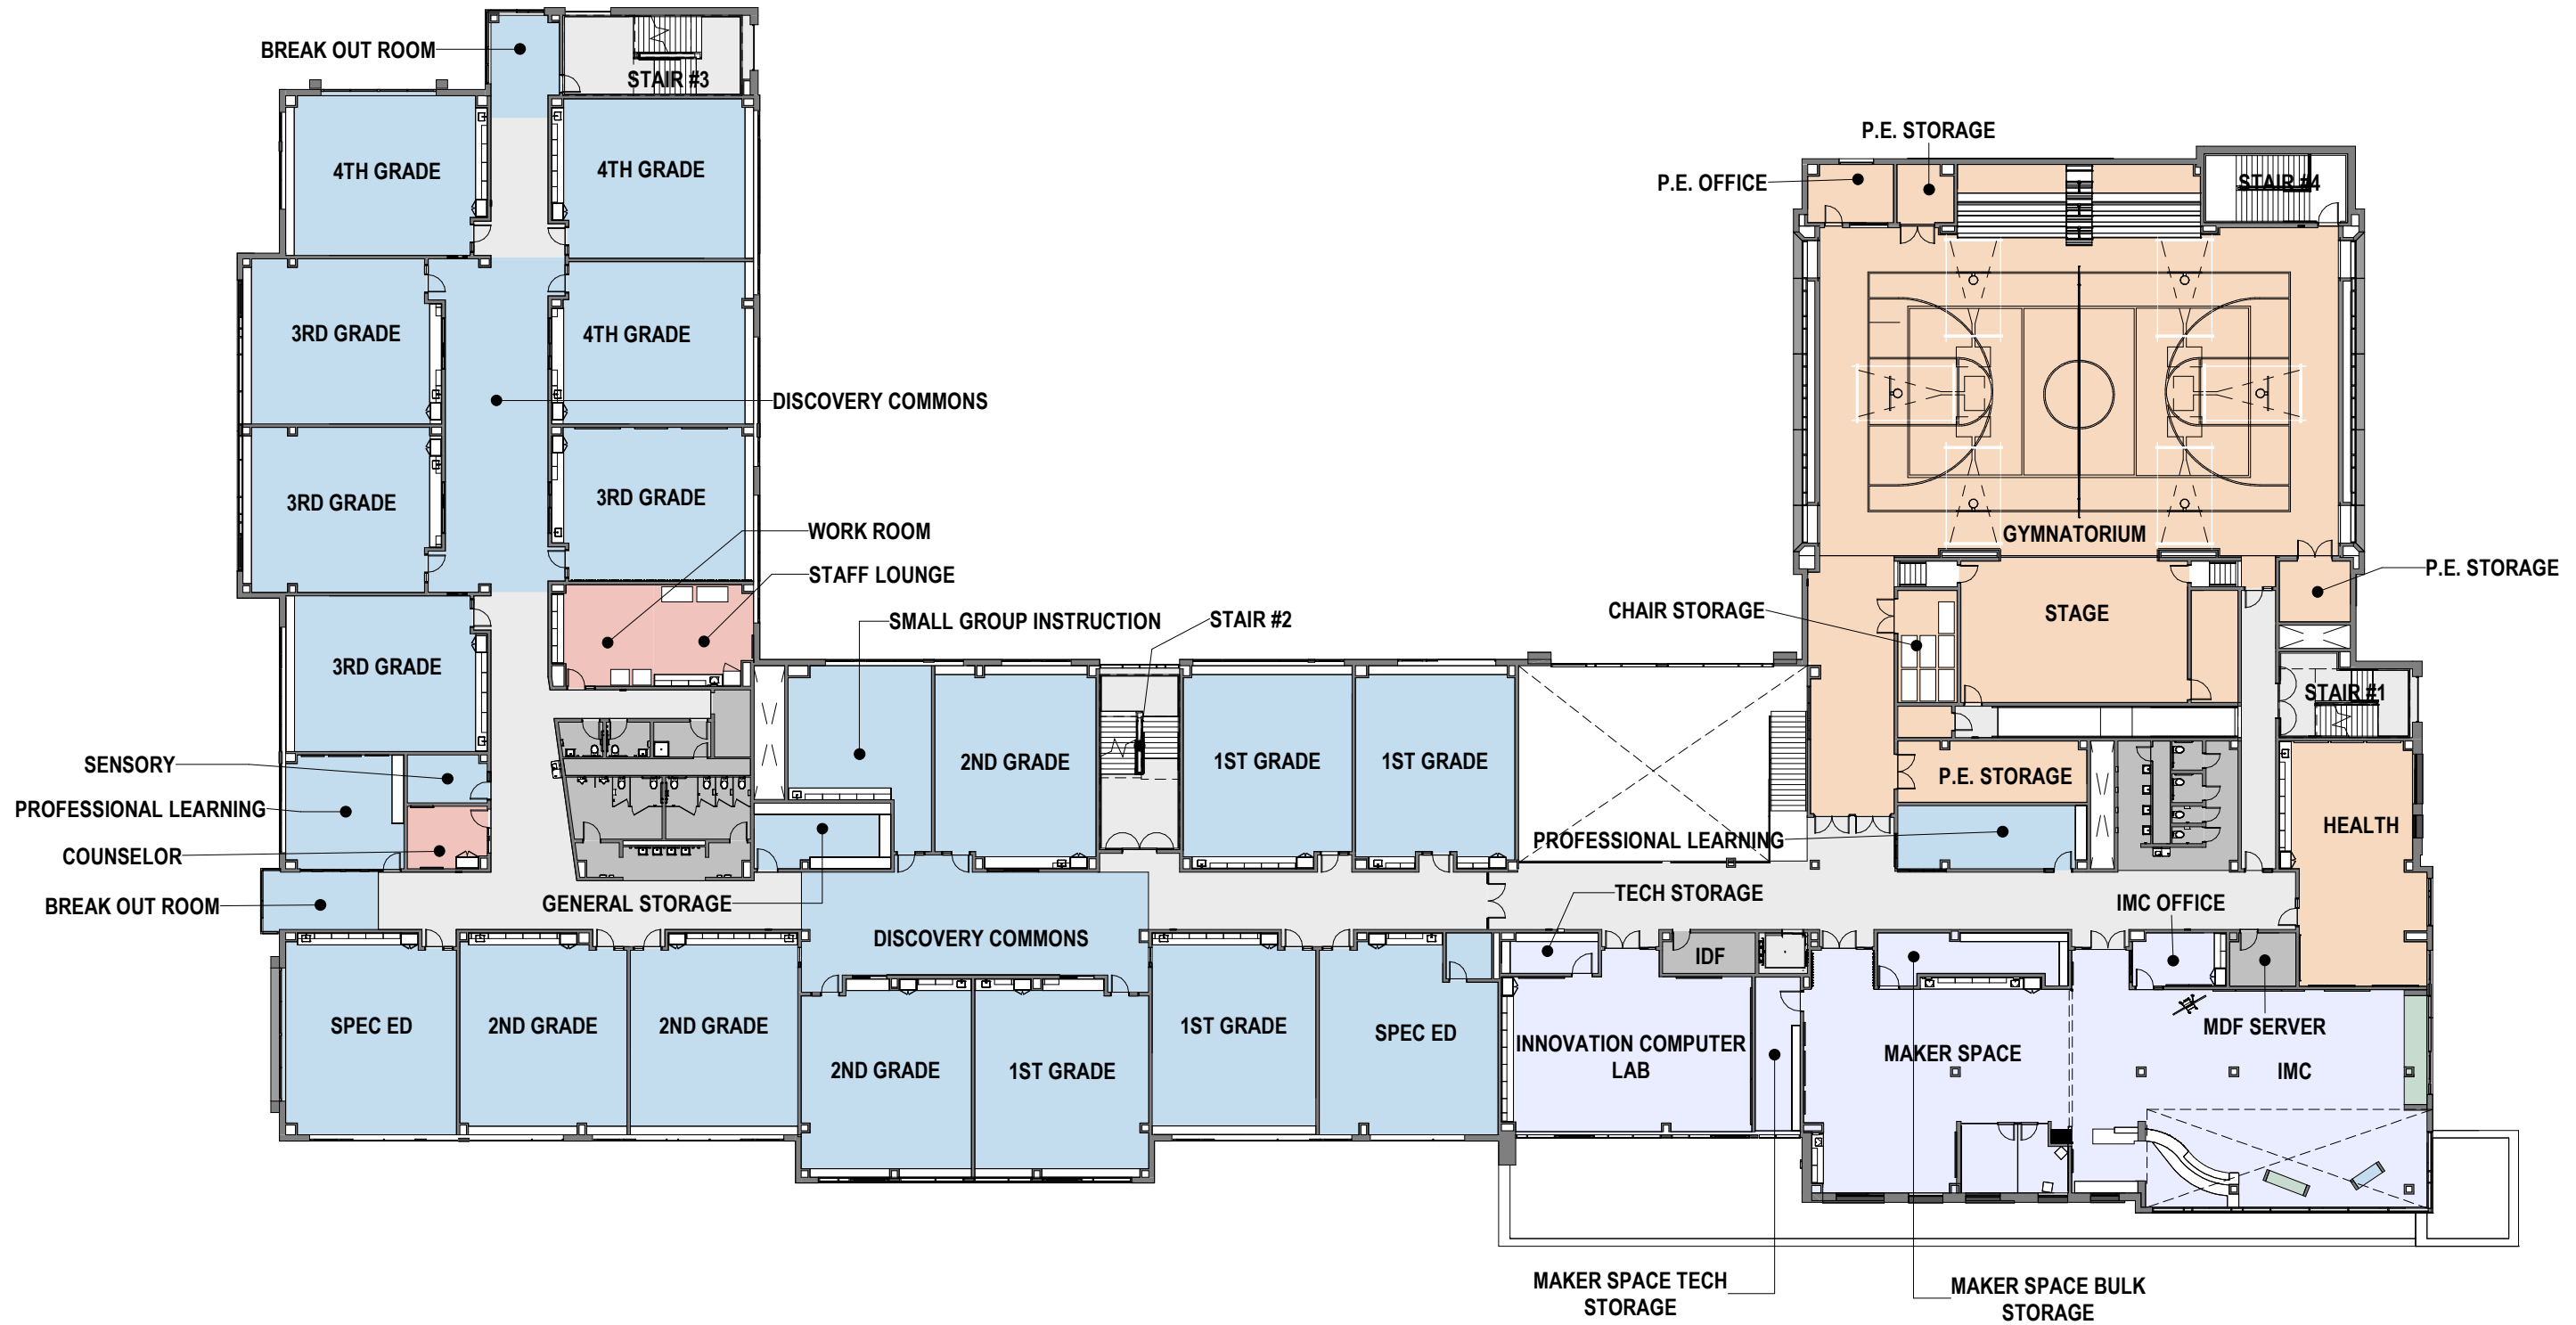 BREAK OUT ROOM
STAIR #3
4TH GRADE
4TH GRADE
P.E. STORAGE
P.E. OFFICE
STAIR #4
3RD GRADE
4TH GRADE
DISCOVERY COMMONS
3RD GRADE
3RD GRADE
WORK ROOM
GYMNATORIUM
STAFF LOUNGE
P.E. STORAGE
SMALL GROUP INSTRUCTION
STAIR #2
CHAIR STORAGE
STAGE
3RD GRADE
STAIR #1
SENSORY
2ND GRADE
1ST GRADE
1ST GRADE
P.E. STORAGE
PROFESSIONAL LEARNING
PROFESSIONAL LEARNING
HEALTH
COUNSELOR
BREAK OUT ROOM
GENERAL STORAGE
TECH STORAGE
IMC OFFICE
DISCOVERY COMMONS
IDF
SPEC ED
2ND GRADE
2ND GRADE
1ST GRADE
SPEC ED
MDF SERVER
INNOVATION COMPUTER
LAB
MAKER SPACE
2ND GRADE
1ST GRADE
IMC
MAKER SPACE TECH
STORAGE
MAKER SPACE BULK
STORAGE